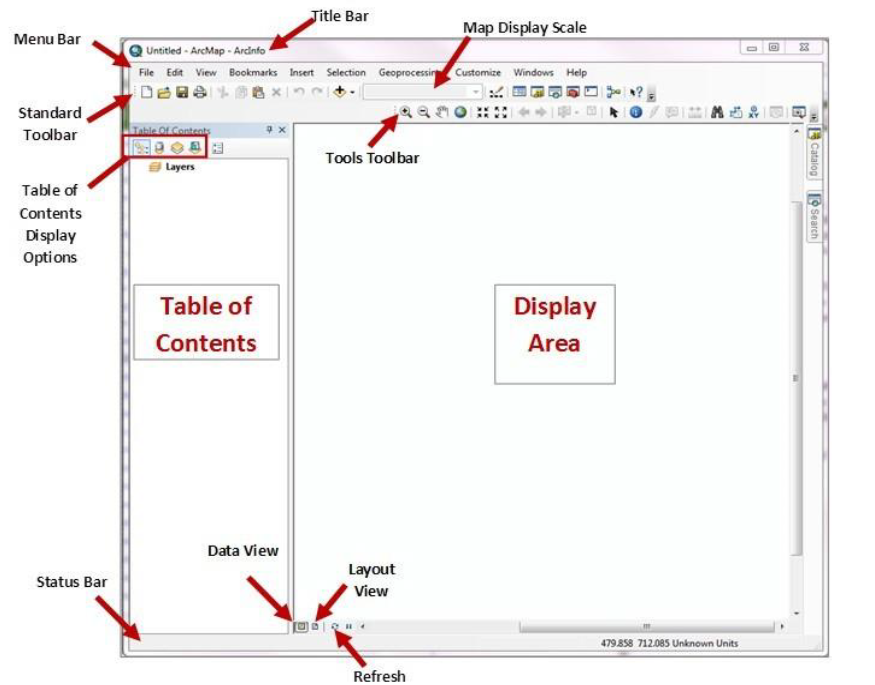 Title Bar
Menu Bar
Map Display Scale
Untitled - ArcMap - ArcInfo
File Edit View Bookmarks Insert Selection Geoprocessing Customize Windows Help
Standard
Toolbar
Table Of Contents
Tools Toolbar
Catalog
Layers
Table of
Contents
Display
Options
Search
Table of
Contents
Display
Area
Data View
Layout
View
Status Bar
479.858 712.085 Unknown Units
Refresh